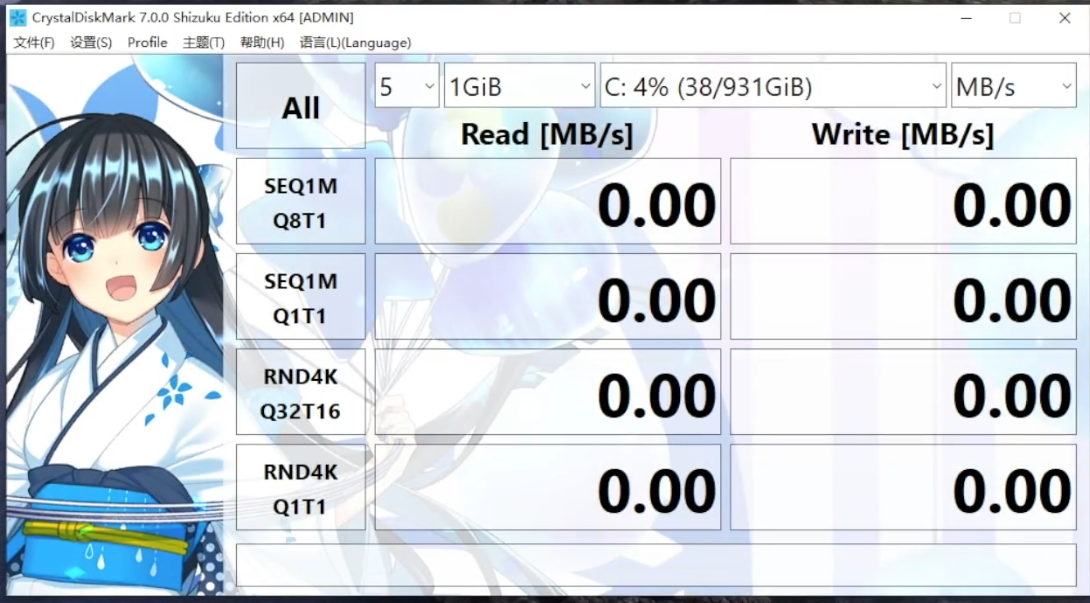 CrystalDiskMark 7.0.0 Shizuku Edition x64 [ADMIN]
文件(F) 设置(S) Profile 主题(T) 帮助(H) 语言(L)(Language)
All 5 1GiB C: 4% (38/931GiB) MB/s
Read [MB/s] Write [MB/s]
SEQ1M
Q8T1 0.00 0.00
SEQ1M
Q1T1 0.00 0.00
RND4K
Q32T16 0.00 0.00
RND4K
Q1T1 0.00 0.00